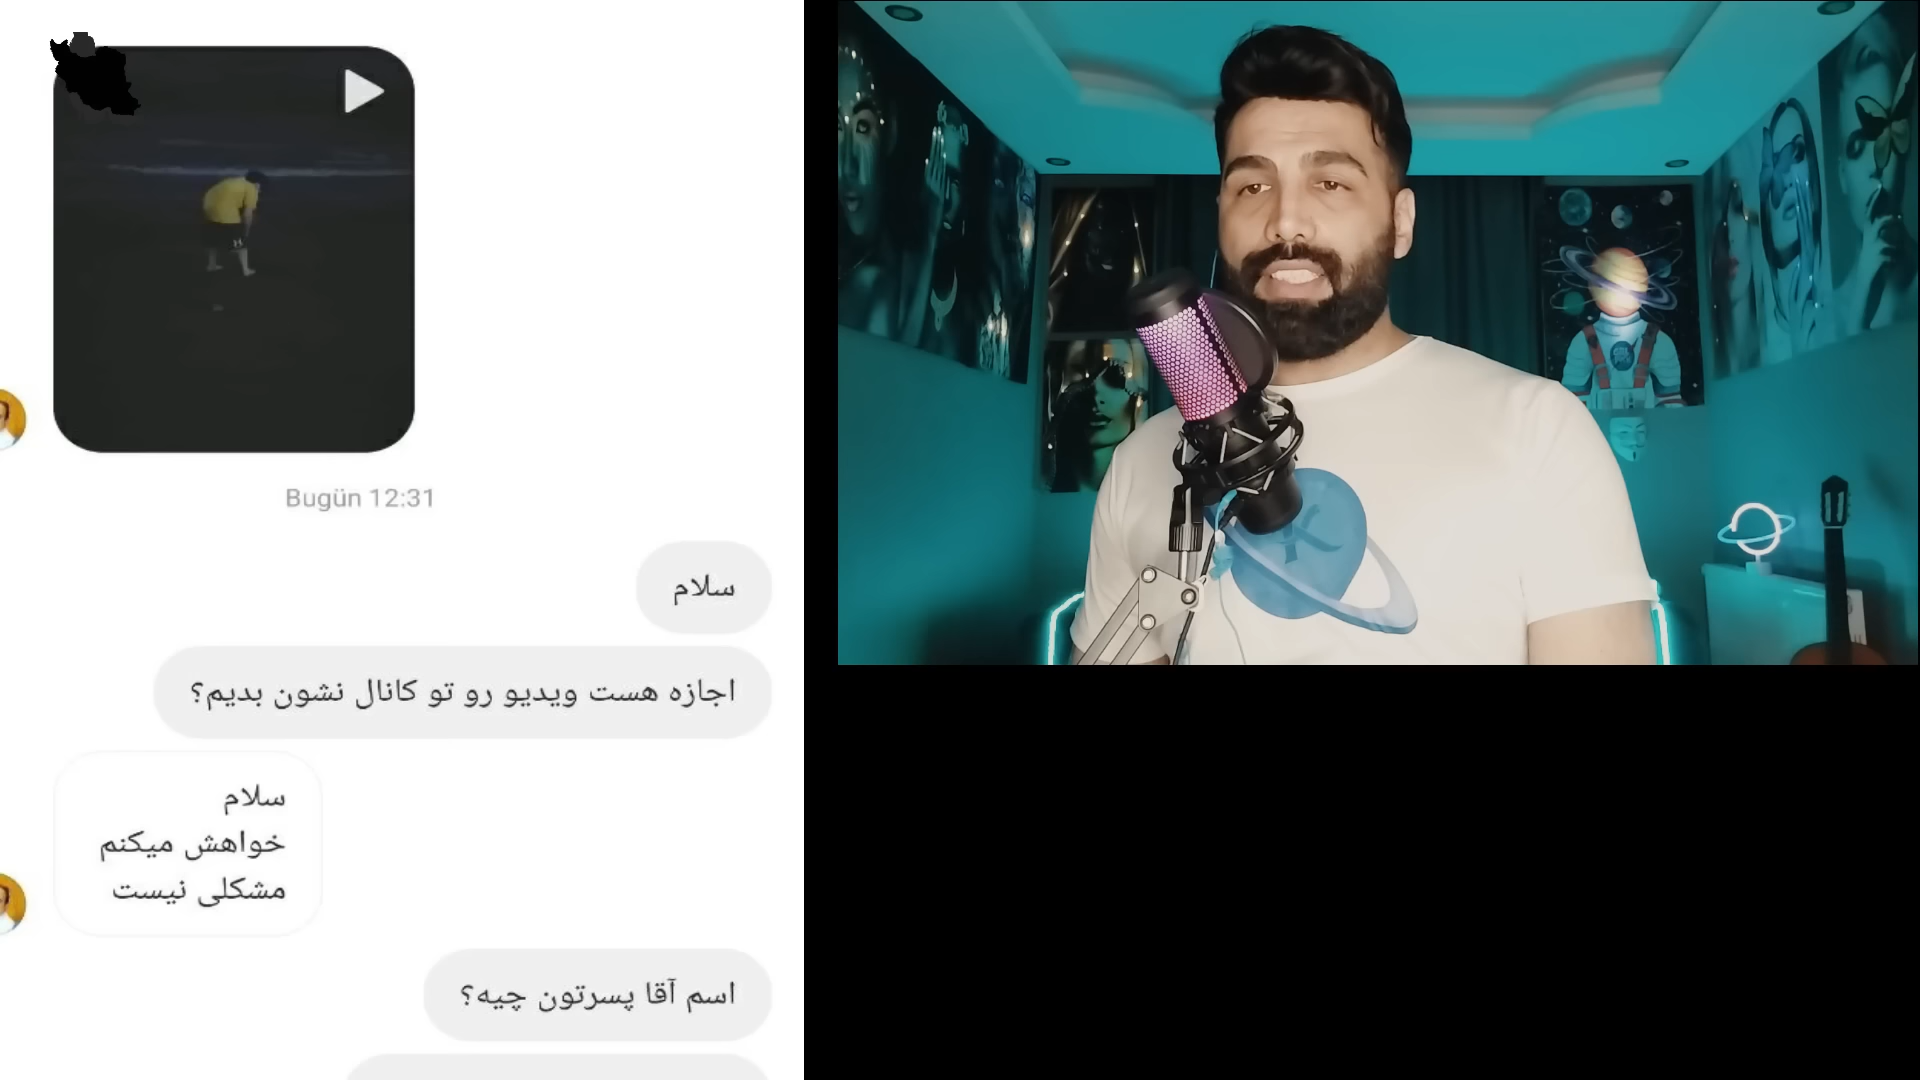 Bugün 12:31
سلام
اجازه هست ویدیو رو تو کانال نشون بدیم؟
سلام
خواهش میکنم
مشکلی نیست
اسم آقا پسرتون چیه؟